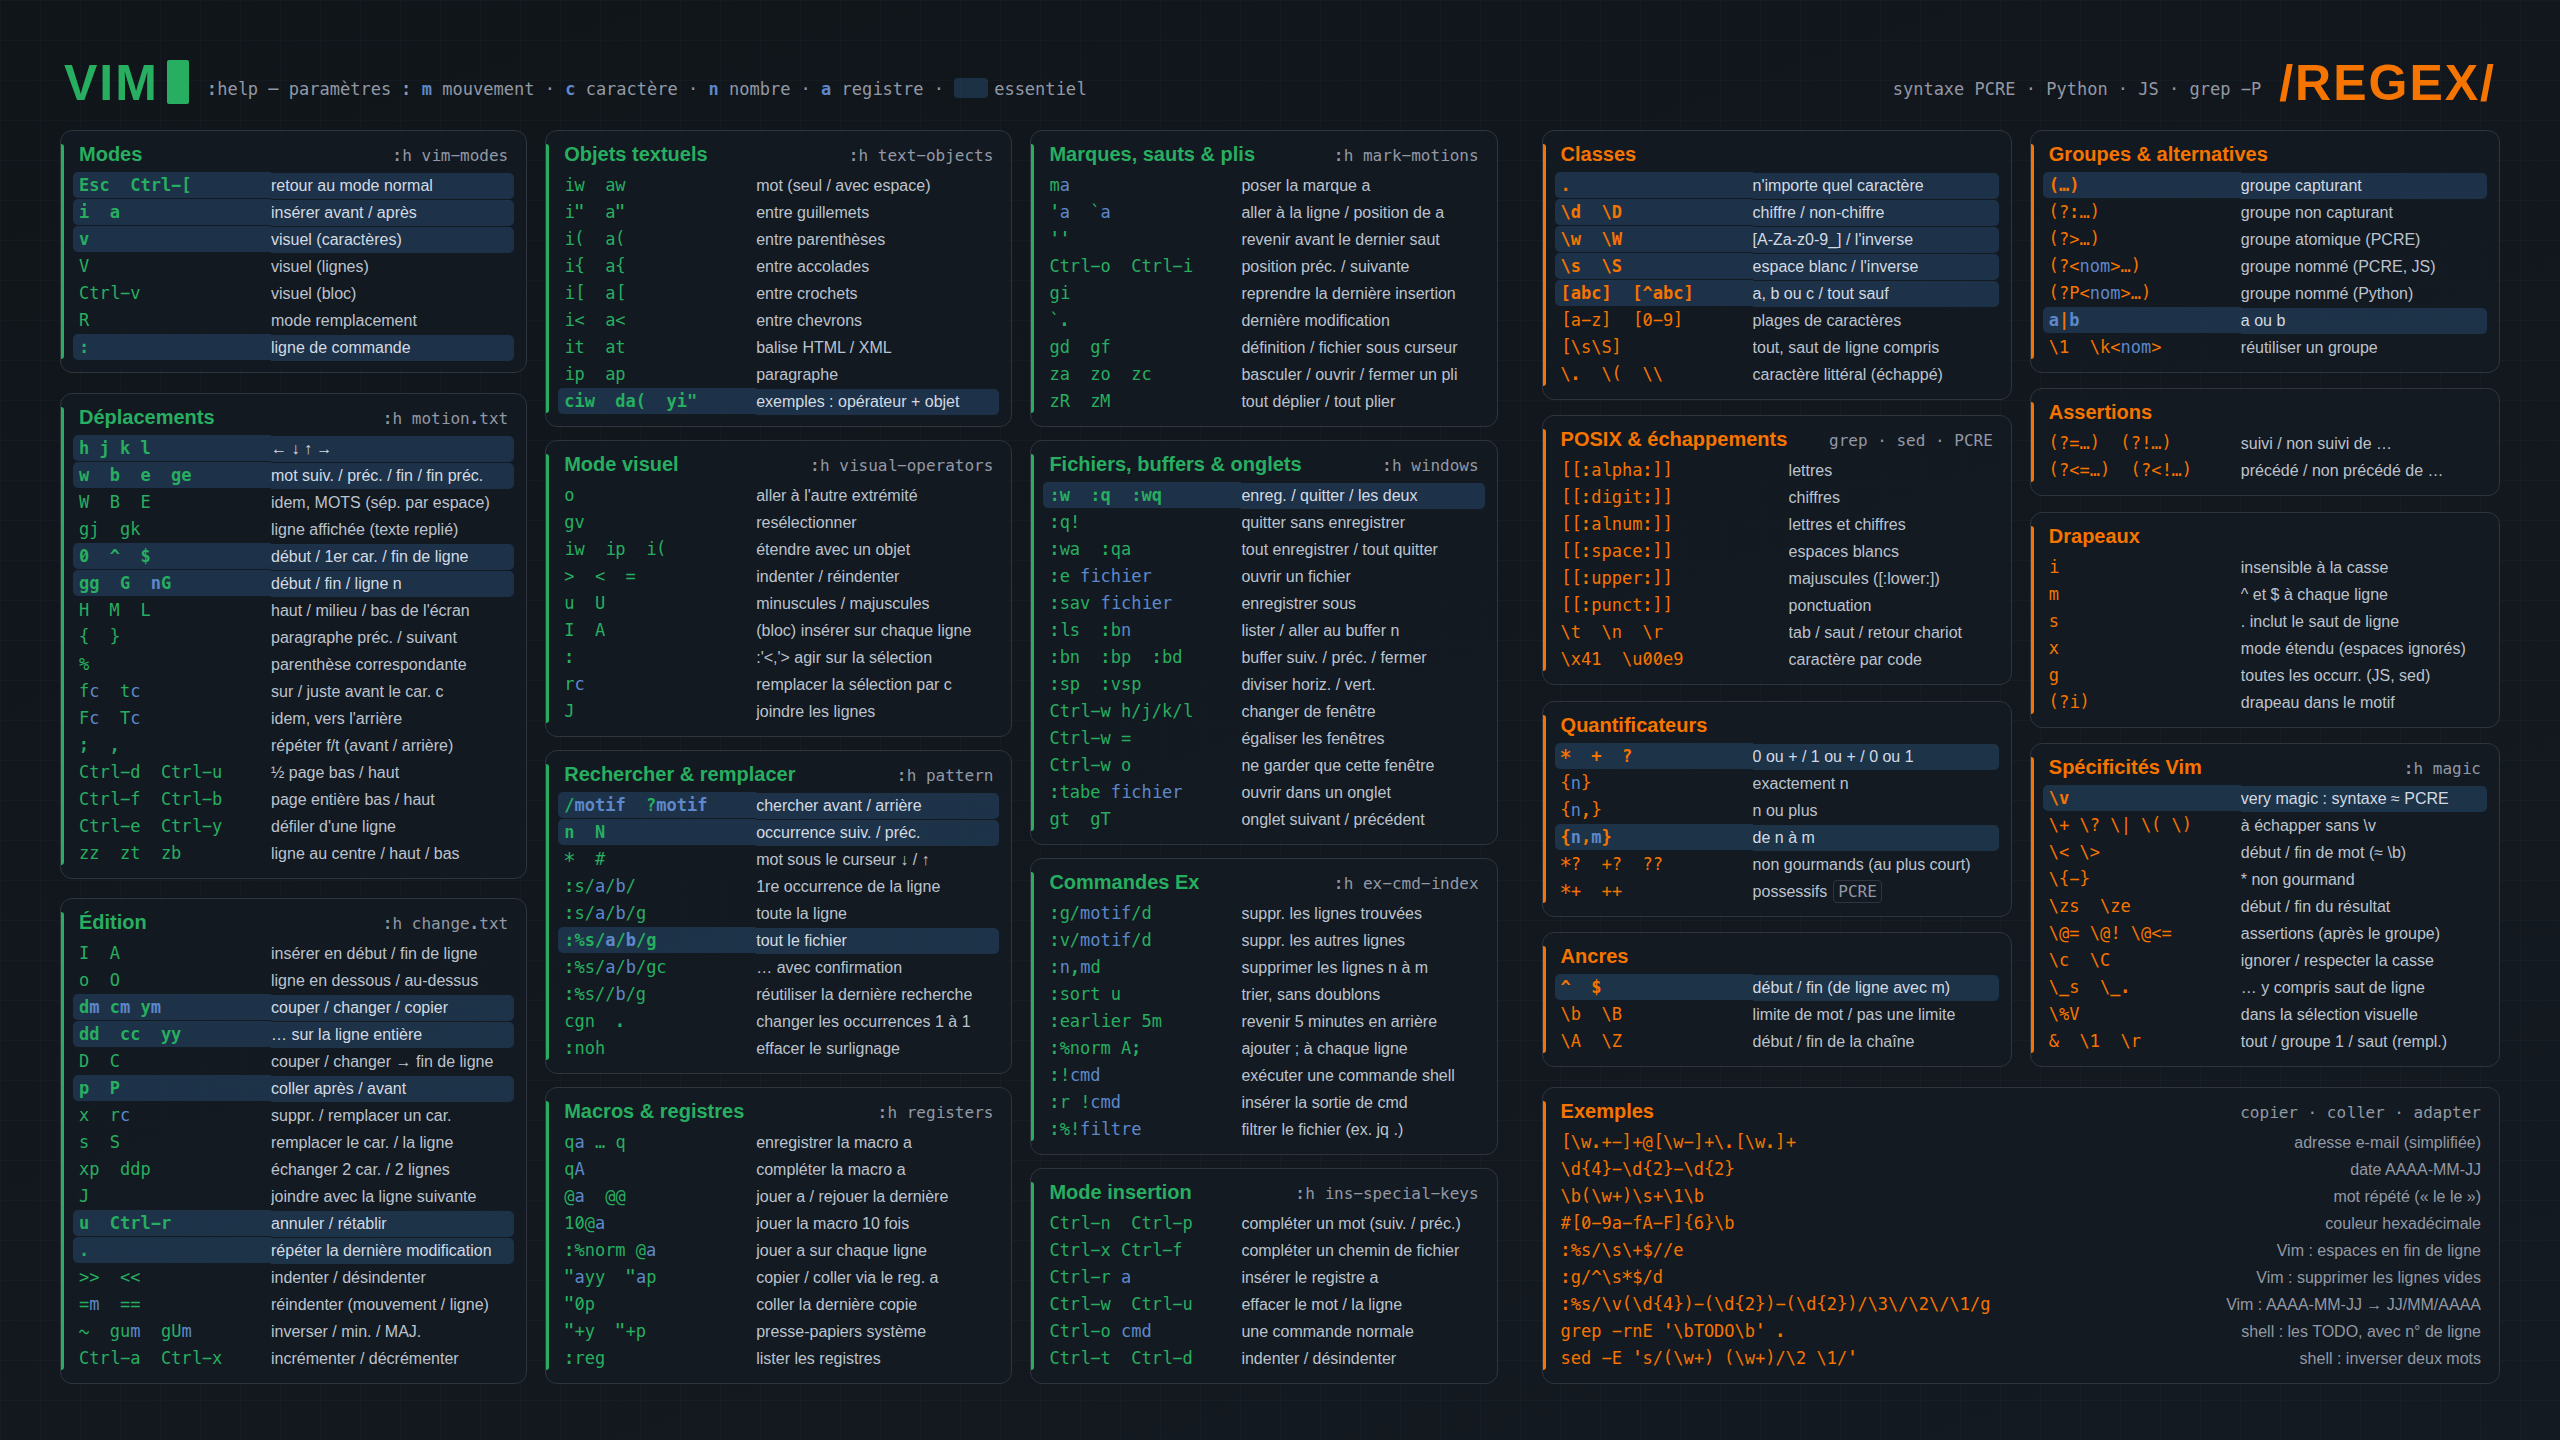 VIM :help – paramètres : m mouvement · c caractère · n nombre · a registre · essentiel
syntaxe PCRE · Python · JS · grep −P /REGEX/
Modes :h vim−modes
Esc Ctrl−[ retour au mode normal
i a insérer avant / après
v visuel (caractères)
V visuel (lignes)
Ctrl−v visuel (bloc)
R mode remplacement
: ligne de commande
Déplacements :h motion.txt
h j k l ← ↓ ↑ →
w b e ge mot suiv. / préc. / fin / fin préc.
W B E idem, MOTS (sép. par espace)
gj gk ligne affichée (texte replié)
0 ^ $ début / 1er car. / fin de ligne
gg G nG début / fin / ligne n
H M L haut / milieu / bas de l'écran
{ } paragraphe préc. / suivant
% parenthèse correspondante
fc tc sur / juste avant le car. c
Fc Tc idem, vers l'arrière
; , répéter f/t (avant / arrière)
Ctrl−d Ctrl−u ½ page bas / haut
Ctrl−f Ctrl−b page entière bas / haut
Ctrl−e Ctrl−y défiler d'une ligne
zz zt zb ligne au centre / haut / bas
Édition :h change.txt
I A insérer en début / fin de ligne
o O ligne en dessous / au-dessus
dm cm ym couper / changer / copier
dd cc yy … sur la ligne entière
D C couper / changer → fin de ligne
p P coller après / avant
x rc suppr. / remplacer un car.
s S remplacer le car. / la ligne
xp ddp échanger 2 car. / 2 lignes
J joindre avec la ligne suivante
u Ctrl−r annuler / rétablir
. répéter la dernière modification
>> << indenter / désindenter
=m == réindenter (mouvement / ligne)
~ gum gUm inverser / min. / MAJ.
Ctrl−a Ctrl−x incrémenter / décrémenter
Objets textuels :h text−objects
iw aw mot (seul / avec espace)
i" a" entre guillemets
i( a( entre parenthèses
i{ a{ entre accolades
i[ a[ entre crochets
i< a< entre chevrons
it at balise HTML / XML
ip ap paragraphe
ciw da( yi" exemples : opérateur + objet
Mode visuel :h visual−operators
o aller à l'autre extrémité
gv resélectionner
iw ip i( étendre avec un objet
> < = indenter / réindenter
u U minuscules / majuscules
I A (bloc) insérer sur chaque ligne
: :'<,'> agir sur la sélection
rc remplacer la sélection par c
J joindre les lignes
Rechercher & remplacer :h pattern
/motif ?motif chercher avant / arrière
n N occurrence suiv. / préc.
* # mot sous le curseur ↓ / ↑
:s/a/b/ 1re occurrence de la ligne
:s/a/b/g toute la ligne
:%s/a/b/g tout le fichier
:%s/a/b/gc … avec confirmation
:%s//b/g réutiliser la dernière recherche
cgn . changer les occurrences 1 à 1
:noh effacer le surlignage
Macros & registres :h registers
qa … q enregistrer la macro a
qA compléter la macro a
@a @@ jouer a / rejouer la dernière
10@a jouer la macro 10 fois
:%norm @a jouer a sur chaque ligne
"ayy "ap copier / coller via le reg. a
"0p coller la dernière copie
"+y "+p presse-papiers système
:reg lister les registres
Marques, sauts & plis :h mark−motions
ma poser la marque a
'a `a aller à la ligne / position de a
'' revenir avant le dernier saut
Ctrl−o Ctrl−i position préc. / suivante
gi reprendre la dernière insertion
`. dernière modification
gd gf définition / fichier sous curseur
za zo zc basculer / ouvrir / fermer un pli
zR zM tout déplier / tout plier
Fichiers, buffers & onglets :h windows
:w :q :wq enreg. / quitter / les deux
:q! quitter sans enregistrer
:wa :qa tout enregistrer / tout quitter
:e fichier ouvrir un fichier
:sav fichier enregistrer sous
:ls :bn lister / aller au buffer n
:bn :bp :bd buffer suiv. / préc. / fermer
:sp :vsp diviser horiz. / vert.
Ctrl−w h/j/k/l changer de fenêtre
Ctrl−w = égaliser les fenêtres
Ctrl−w o ne garder que cette fenêtre
:tabe fichier ouvrir dans un onglet
gt gT onglet suivant / précédent
Commandes Ex :h ex−cmd−index
:g/motif/d suppr. les lignes trouvées
:v/motif/d suppr. les autres lignes
:n,md supprimer les lignes n à m
:sort u trier, sans doublons
:earlier 5m revenir 5 minutes en arrière
:%norm A; ajouter ; à chaque ligne
:!cmd exécuter une commande shell
:r !cmd insérer la sortie de cmd
:%!filtre filtrer le fichier (ex. jq .)
Mode insertion :h ins−special−keys
Ctrl−n Ctrl−p compléter un mot (suiv. / préc.)
Ctrl−x Ctrl−f compléter un chemin de fichier
Ctrl−r a insérer le registre a
Ctrl−w Ctrl−u effacer le mot / la ligne
Ctrl−o cmd une commande normale
Ctrl−t Ctrl−d indenter / désindenter
Classes
. n'importe quel caractère
\d \D chiffre / non-chiffre
\w \W [A-Za-z0-9_] / l'inverse
\s \S espace blanc / l'inverse
[abc] [^abc] a, b ou c / tout sauf
[a−z] [0−9] plages de caractères
[\s\S] tout, saut de ligne compris
\. \( \\ caractère littéral (échappé)
POSIX & échappements grep · sed · PCRE
[[:alpha:]] lettres
[[:digit:]] chiffres
[[:alnum:]] lettres et chiffres
[[:space:]] espaces blancs
[[:upper:]] majuscules ([:lower:])
[[:punct:]] ponctuation
\t \n \r tab / saut / retour chariot
\x41 \u00e9 caractère par code
Quantificateurs
* + ? 0 ou + / 1 ou + / 0 ou 1
{n} exactement n
{n,} n ou plus
{n,m} de n à m
*? +? ?? non gourmands (au plus court)
*+ ++ possessifs PCRE
Ancres
^ $ début / fin (de ligne avec m)
\b \B limite de mot / pas une limite
\A \Z début / fin de la chaîne
Groupes & alternatives
(…) groupe capturant
(?:…) groupe non capturant
(?>…) groupe atomique (PCRE)
(?<nom>…) groupe nommé (PCRE, JS)
(?P<nom>…) groupe nommé (Python)
a|b a ou b
\1 \k<nom> réutiliser un groupe
Assertions
(?=…) (?!…) suivi / non suivi de …
(?<=…) (?<!…) précédé / non précédé de …
Drapeaux
i insensible à la casse
m ^ et $ à chaque ligne
s . inclut le saut de ligne
x mode étendu (espaces ignorés)
g toutes les occurr. (JS, sed)
(?i) drapeau dans le motif
Spécificités Vim :h magic
\v very magic : syntaxe ≈ PCRE
\+ \? \| \( \) à échapper sans \v
\< \> début / fin de mot (≈ \b)
\{−} * non gourmand
\zs \ze début / fin du résultat
\@= \@! \@<= assertions (après le groupe)
\c \C ignorer / respecter la casse
\_s \_. … y compris saut de ligne
\%V dans la sélection visuelle
& \1 \r tout / groupe 1 / saut (rempl.)
Exemples copier · coller · adapter
[\w.+−]+@[\w−]+\.[\w.]+ adresse e-mail (simplifiée)
\d{4}−\d{2}−\d{2} date AAAA-MM-JJ
\b(\w+)\s+\1\b mot répété (« le le »)
#[0−9a−fA−F]{6}\b couleur hexadécimale
:%s/\s\+$//e Vim : espaces en fin de ligne
:g/^\s*$/d Vim : supprimer les lignes vides
:%s/\v(\d{4})−(\d{2})−(\d{2})/\3\/\2\/\1/g Vim : AAAA-MM-JJ → JJ/MM/AAAA
grep −rnE '\bTODO\b' . shell : les TODO, avec n° de ligne
sed −E 's/(\w+) (\w+)/\2 \1/' shell : inverser deux mots